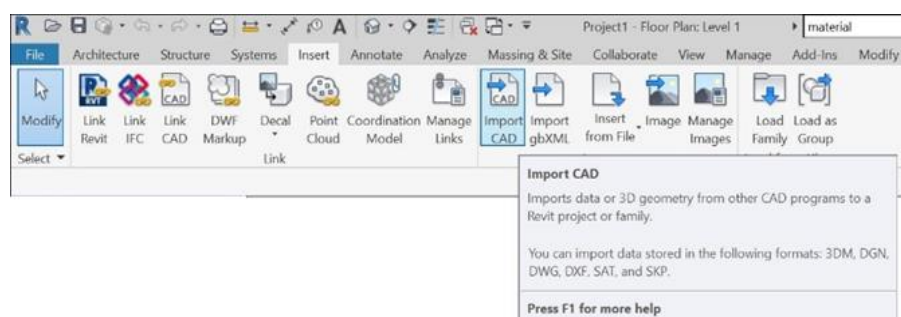 Project1 - Floor Plan: Level 1 material
File Architecture Structure Systems Insert Annotate Analyze Massing & Site Collaborate View Manage Add-Ins Modify
Modify Link Link Link DWF Decal Point Coordination Manage Import Import Insert Image Manage Load Load as
Revit IFC CAD Markup Cloud Model Links CAD gbXML from File Images Family Group
Select Link
Import CAD
Imports data or 3D geometry from other CAD programs to a
Revit project or family.
You can import data stored in the following formats: 3DM, DGN,
DWG, DXF, SAT, and SKP.
Press F1 for more help